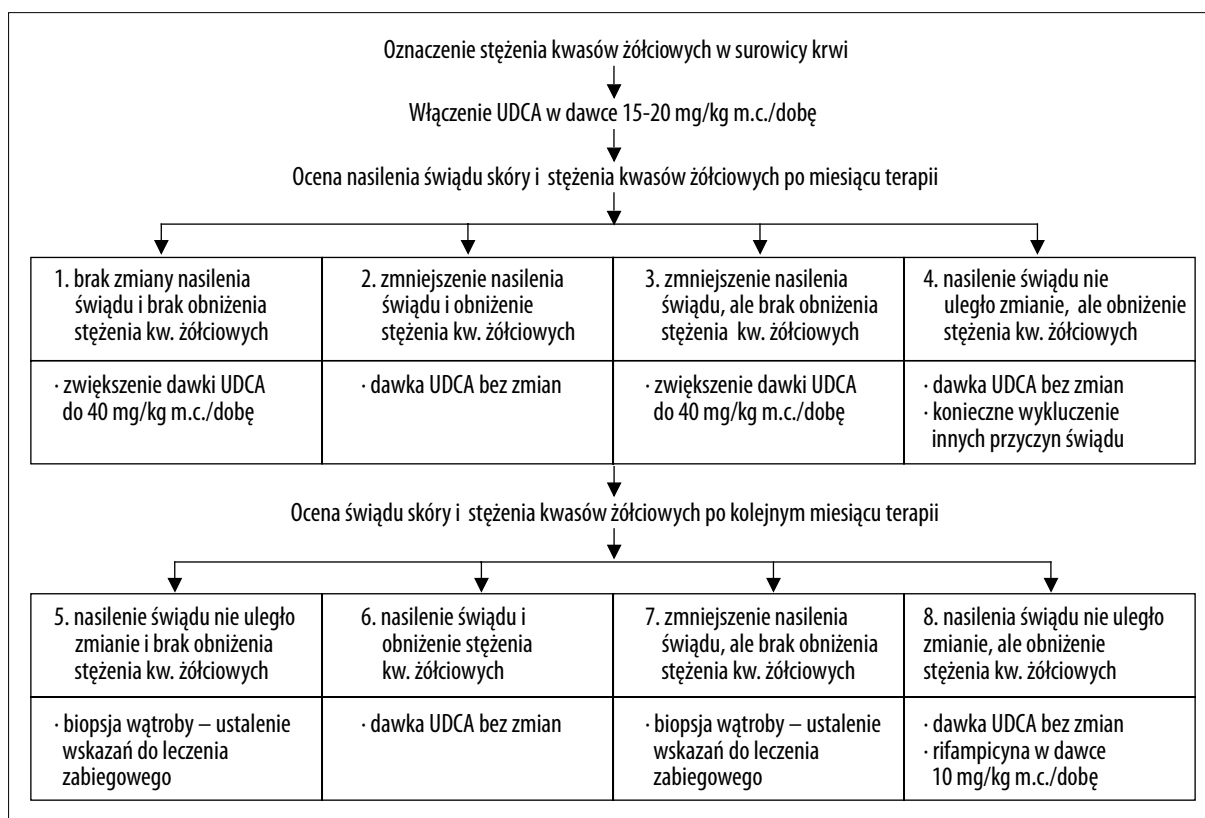 Oznaczenie stężenia kwasów żółciowych w surowicy krwi
Włączenie UDCA w dawce 15-20 mg/kg m.c./dobę
Ocena nasilenia świądu skóry i stężenia kwasów żółciowych po miesiącu terapii
1. brak zmiany nasilenia
świądu i brak obniżenia
stężenia kw. żółciowych
2. zmniejszenie nasilenia
świądu i obniżenie
stężenia kw. żółciowych
3. zmniejszenie nasilenia
świądu, ale brak obniżenia
stężenia kw. żółciowych
4. nasilenie świądu nie
uległo zmianie, ale obniżenie
stężenia kw. żółciowych
· zwiększenie dawki UDCA
do 40 mg/kg m.c./dobę
· dawka UDCA bez zmian
· zwiększenie dawki UDCA
do 40 mg/kg m.c./dobę
· dawka UDCA bez zmian
· konieczne wykluczenie
innych przyczyn świądu
Ocena świądu skóry i stężenia kwasów żółciowych po kolejnym miesiącu terapii
5. nasilenie świądu nie uległo
zmianie i brak obniżenia
stężenia kw. żółciowych
6. nasilenie świądu i
obniżenie stężenia
kw. żółciowych
7. zmniejszenie nasilenia
świądu, ale brak obniżenia
stężenia kw. żółciowych
8. nasilenia świądu nie uległo
zmianie, ale obniżenie
stężenia kw. żółciowych
· biopsja wątroby – ustalenie
wskazań do leczenia
zabiegowego
· dawka UDCA bez zmian
· biopsja wątroby – ustalenie
wskazań do leczenia
zabiegowego
· dawka UDCA bez zmian
· rifampicyna w dawce
10 mg/kg m.c./dobę